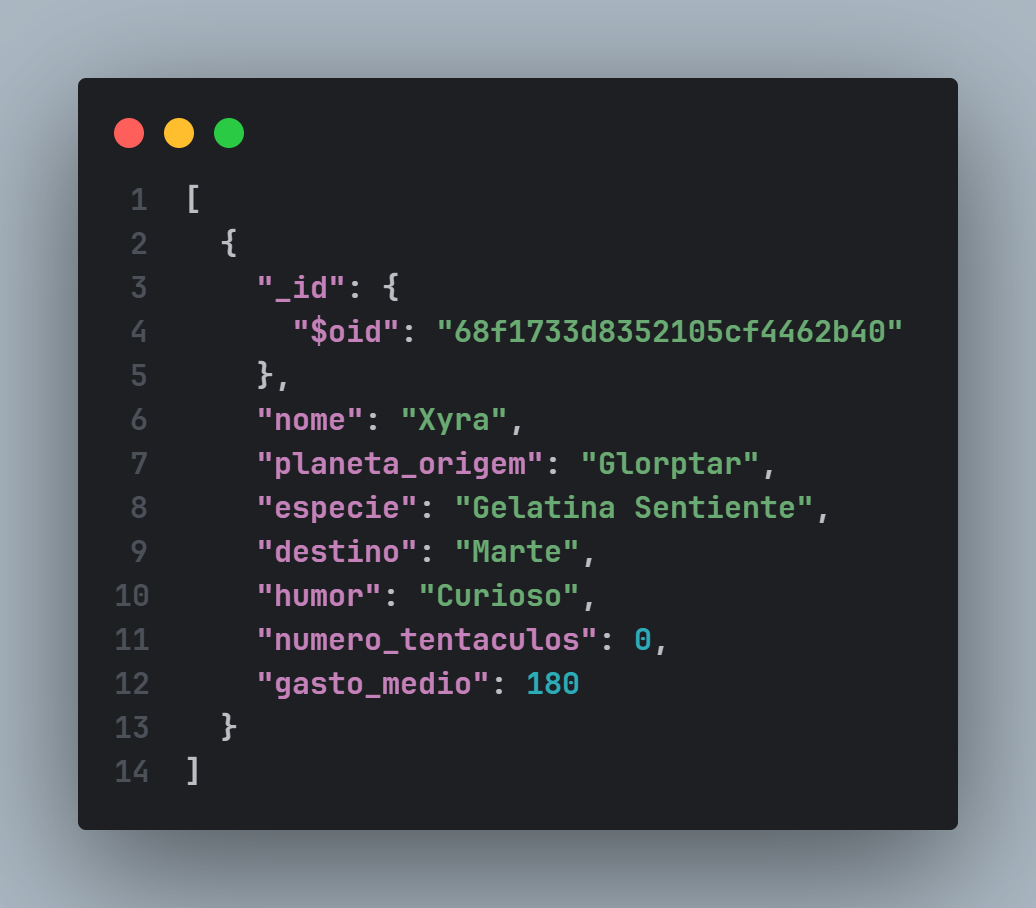 1 [
2   {
3     "_id": {
4       "$oid": "68f1733d8352105cf4462b40"
5     },
6     "nome": "Xyra",
7     "planeta_origem": "Glorptar",
8     "especie": "Gelatina Sentiente",
9     "destino": "Marte",
10     "humor": "Curioso",
11     "numero_tentaculos": 0,
12     "gasto_medio": 180
13   }
14 ]